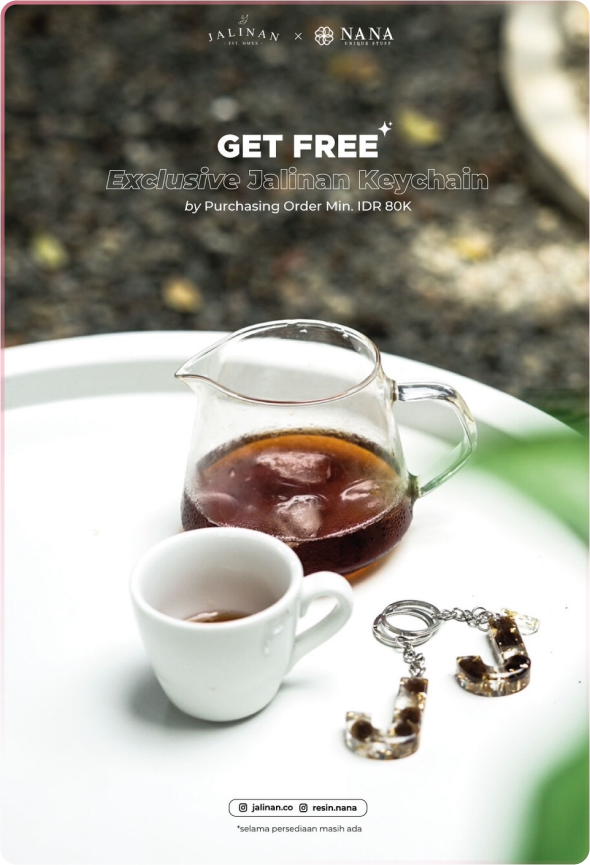 JALINAN × NANA
EST. MMXX UNIQUE STUFF
GET FREE
Exclusive Jalinan Keychain
by Purchasing Order Min. IDR 80K
jalinan.co resin.nana
*selama persediaan masih ada